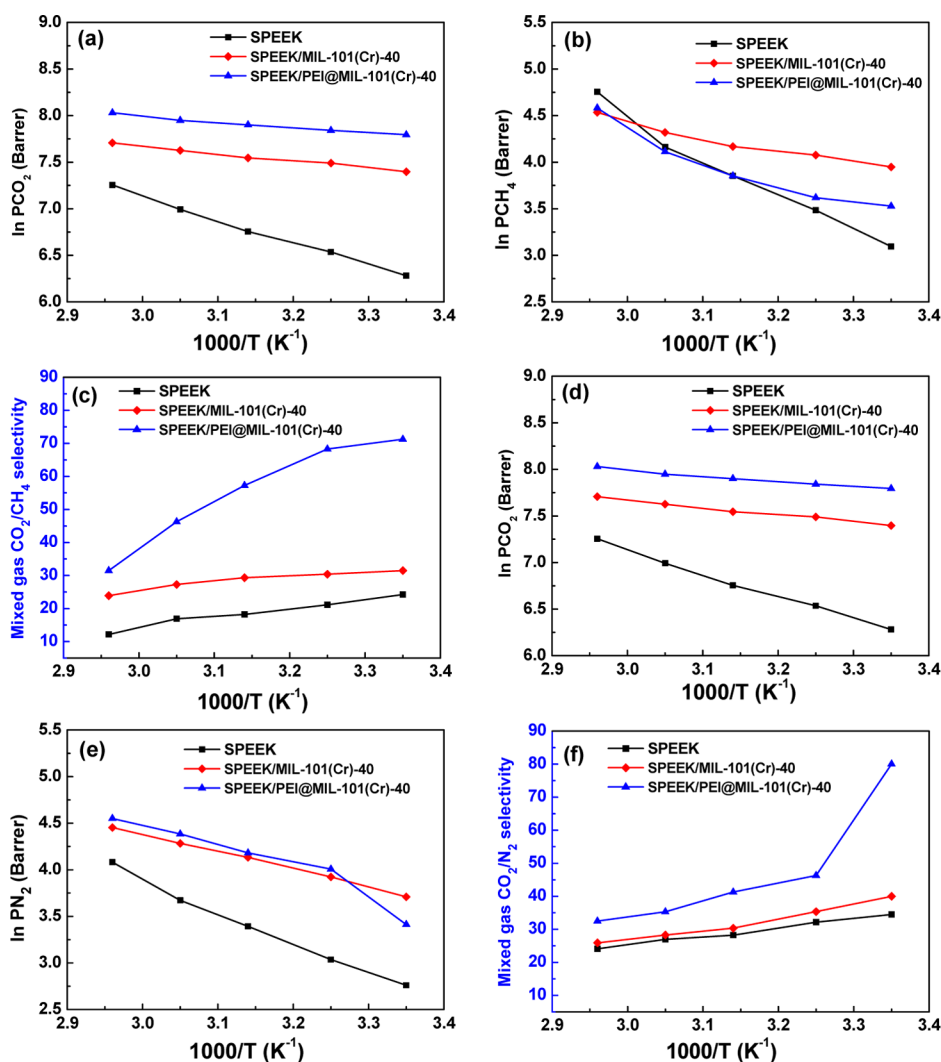 (a)
SPEEK
SPEEK/MIL-101(Cr)-40
SPEEK/PEI@MIL-101(Cr)-40
ln PCO₂ (Barrer)
9.0
8.5
8.0
7.5
7.0
6.5
6.0
2.9 3.0 3.1 3.2 3.3 3.4
1000/T (K⁻¹)
(b)
SPEEK
SPEEK/MIL-101(Cr)-40
SPEEK/PEI@MIL-101(Cr)-40
ln PCH₄ (Barrer)
5.5
5.0
4.5
4.0
3.5
3.0
2.5
2.9 3.0 3.1 3.2 3.3 3.4
1000/T (K⁻¹)
(c)
SPEEK
SPEEK/MIL-101(Cr)-40
SPEEK/PEI@MIL-101(Cr)-40
Mixed gas CO₂/CH₄ selectivity
90
80
70
60
50
40
30
20
10
2.9 3.0 3.1 3.2 3.3 3.4
1000/T (K⁻¹)
(d)
SPEEK
SPEEK/MIL-101(Cr)-40
SPEEK/PEI@MIL-101(Cr)-40
ln PCO₂ (Barrer)
9.0
8.5
8.0
7.5
7.0
6.5
6.0
2.9 3.0 3.1 3.2 3.3 3.4
1000/T (K⁻¹)
(e)
SPEEK
SPEEK/MIL-101(Cr)-40
SPEEK/PEI@MIL-101(Cr)-40
ln PN₂ (Barrer)
5.5
5.0
4.5
4.0
3.5
3.0
2.5
2.9 3.0 3.1 3.2 3.3 3.4
1000/T (K⁻¹)
(f)
SPEEK
SPEEK/MIL-101(Cr)-40
SPEEK/PEI@MIL-101(Cr)-40
Mixed gas CO₂/N₂ selectivity
90
80
70
60
50
40
30
20
10
2.9 3.0 3.1 3.2 3.3 3.4
1000/T (K⁻¹)